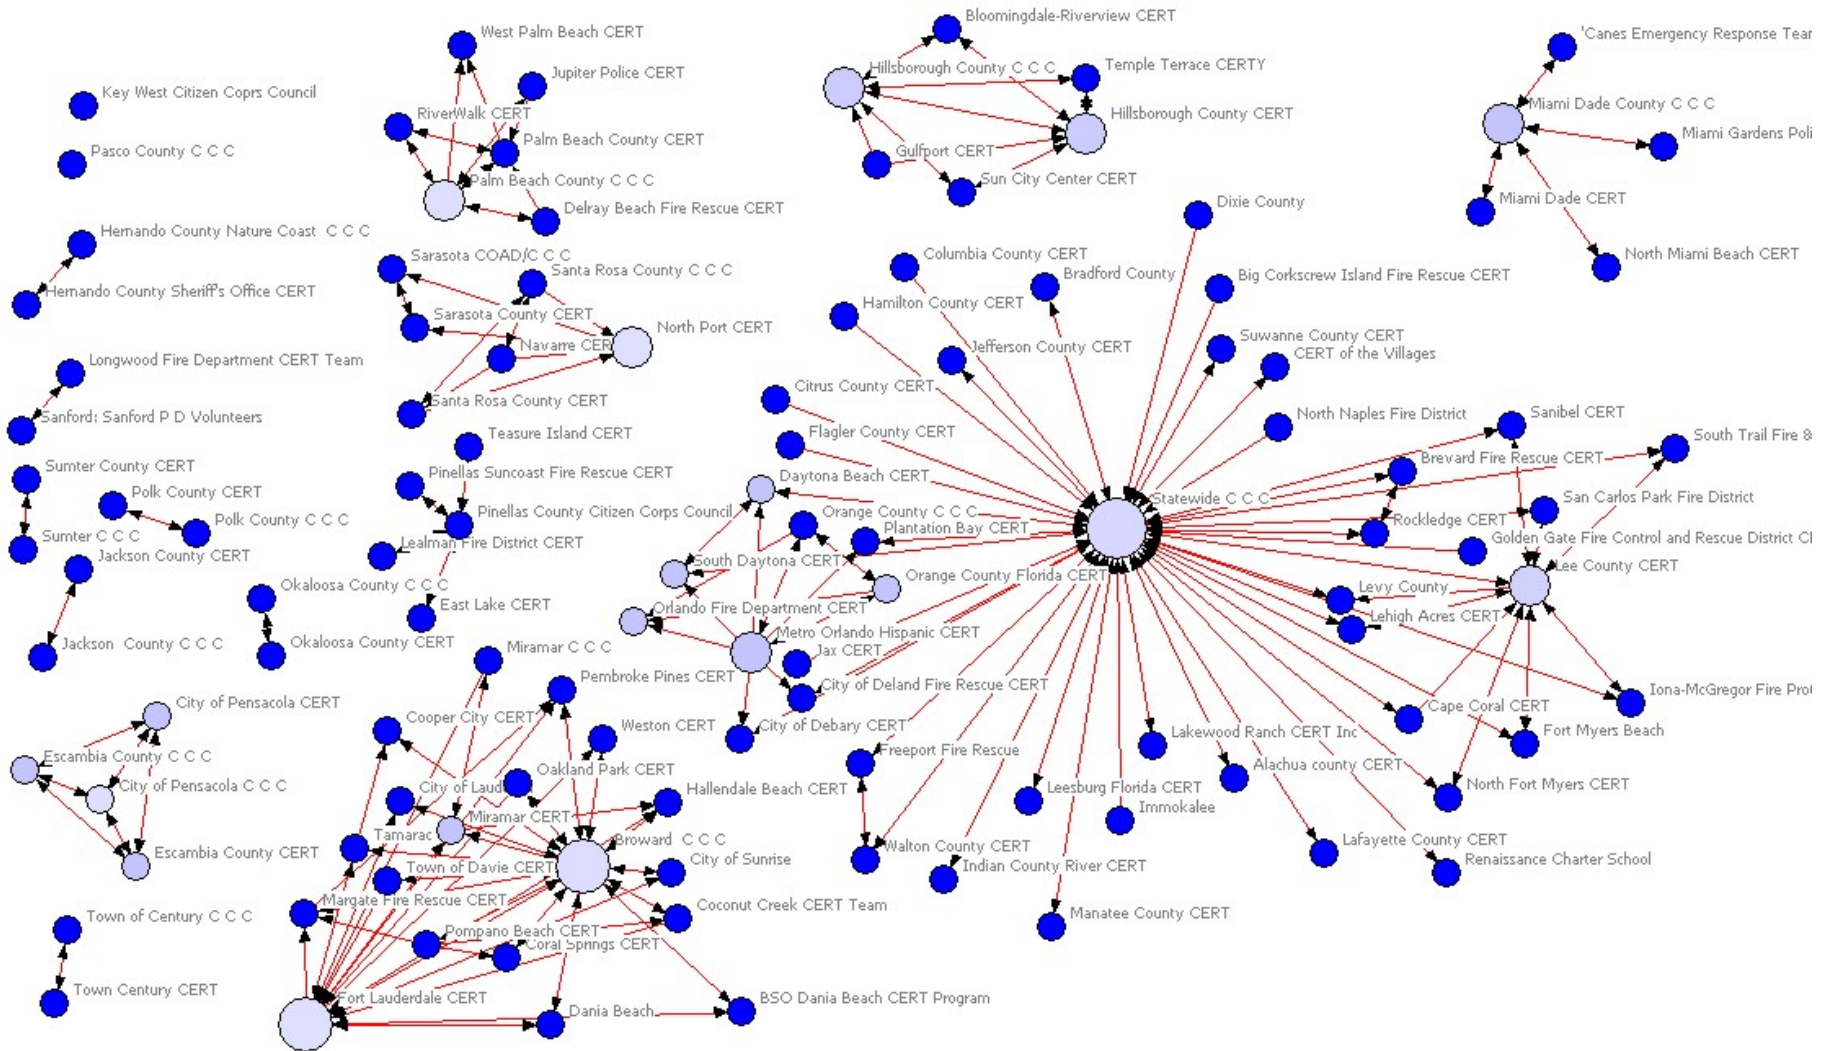 West Palm Beach CERT
Bloomingdale-Riverview CERT
'Canes Emergency Response Tear
Jupiter Police CERT
Hillsborough County C C C
Temple Terrace CERTY
Key West Citizen Coprs Council
RiverWalk CERT
Hillsborough County CERT
Miami Dade County C C C
Palm Beach County CERT
Miami Gardens Poli
Pasco County C C C
Gulfport CERT
Palm Beach County C C C
Sun City Center CERT
Delray Beach Fire Rescue CERT
Dixie County
Miami Dade CERT
Hernando County Nature Coast C C C
Sarasota COAD/C C C
Columbia County CERT
North Miami Beach CERT
Santa Rosa County C C C
Bradford County
Big Corkscrew Island Fire Rescue CERT
Hernando County Sheriff's Office CERT
Hamilton County CERT
Sarasota County CERT
North Port CERT
Suwanne County CERT
Navarre CER
Jefferson County CERT
CERT of the Villages
Longwood Fire Department CERT Team
Citrus County CERT
Santa Rosa County CERT
North Naples Fire District
Sanibel CERT
Sanford: Sanford P D Volunteers
Teasure Island CERT
Flagler County CERT
South Trail Fire &
Sumter County CERT
Pinellas Suncoast Fire Rescue CERT
Daytona Beach CERT
Brevard Fire Rescue CERT
Polk County CERT
Statewide C C C
San Carlos Park Fire District
Polk County C C C
Pinellas County Citizen Corps Council
Orange County C C C
Plantation Bay CERT
Rockledge CERT
Sumter C C C
Lealman Fire District CERT
Golden Gate Fire Control and Rescue District CI
Jackson County CERT
South Daytona CERT
Orange County Florida CERT
Lee County CERT
Okaloosa County C C C
Levy County
East Lake CERT
Orlando Fire Department CERT
Lehigh Acres CERT
Jackson County C C C
Okaloosa County CERT
Miramar C C C
Metro Orlando Hispanic CERT
Jax CERT
Pembroke Pines CERT
City of Deland Fire Rescue CERT
Iona-McGregor Fire Prot
City of Pensacola CERT
Cooper City CERT
Weston CERT
City of Debary CERT
Cape Coral CERT
Lakewood Ranch CERT Inc
Fort Myers Beach
Escambia County C C C
Freeport Fire Rescue
Alachua county CERT
Oakland Park CERT
City of Pensacola C C C
City of Laud
Hallendale Beach CERT
Leesburg Florida CERT
North Fort Myers CERT
Immokalee
Miramar CERT
Tamarac
Broward C C C
Walton County CERT
Lafayette County CERT
Escambia County CERT
Town of Davie CERT
City of Sunrise
Indian County River CERT
Renaissance Charter School
Margate Fire Rescue CERT
Coconut Creek CERT Team
Town of Century C C C
Manatee County CERT
Pompano Beach CERT
Coral Springs CERT
Town Century CERT
Fort Lauderdale CERT
BSO Dania Beach CERT Program
Dania Beach